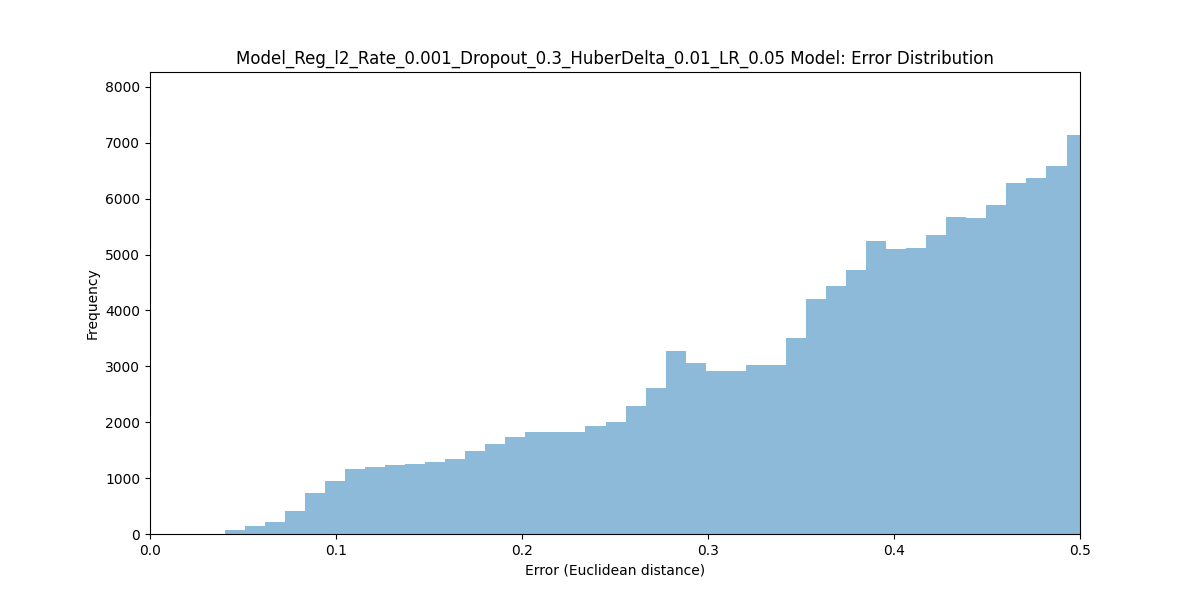 Model_Reg_l2_Rate_0.001_Dropout_0.3_HuberDelta_0.01_LR_0.05 Model: Error Distribution
8000
7000
6000
5000
4000
3000
2000
1000
0
Frequency
0.0 0.1 0.2 0.3 0.4 0.5
Error (Euclidean distance)